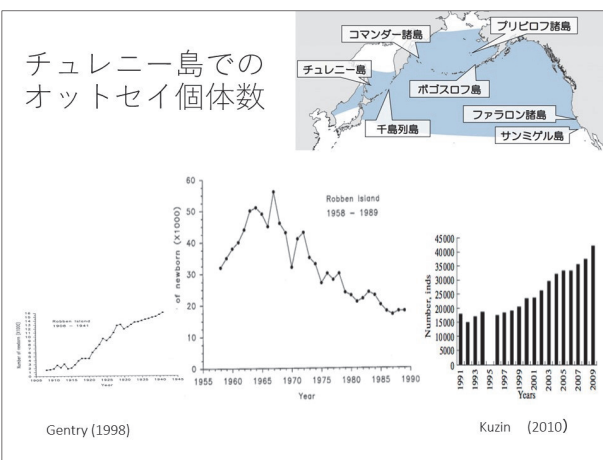 チュレニー島での
オットセイ個体数
コマンダー諸島
プリビロフ諸島
チュレニー島
ボゴスロフ島
千島列島
ファラロン諸島
サンミゲル島
Robben Island
1958 - 1989
of newborn (X1000)
60
50
40
30
20
10
0
1955 1960 1965 1970 1975 1980 1985 1990
Year
Number, inds
45000
40000
35000
30000
25000
20000
15000
10000
5000
0
1991 1993 1995 1997 1999 2001 2003 2005 2007 2009
Years
Robben Island
Year
Gentry (1998)
Kuzin (2010)